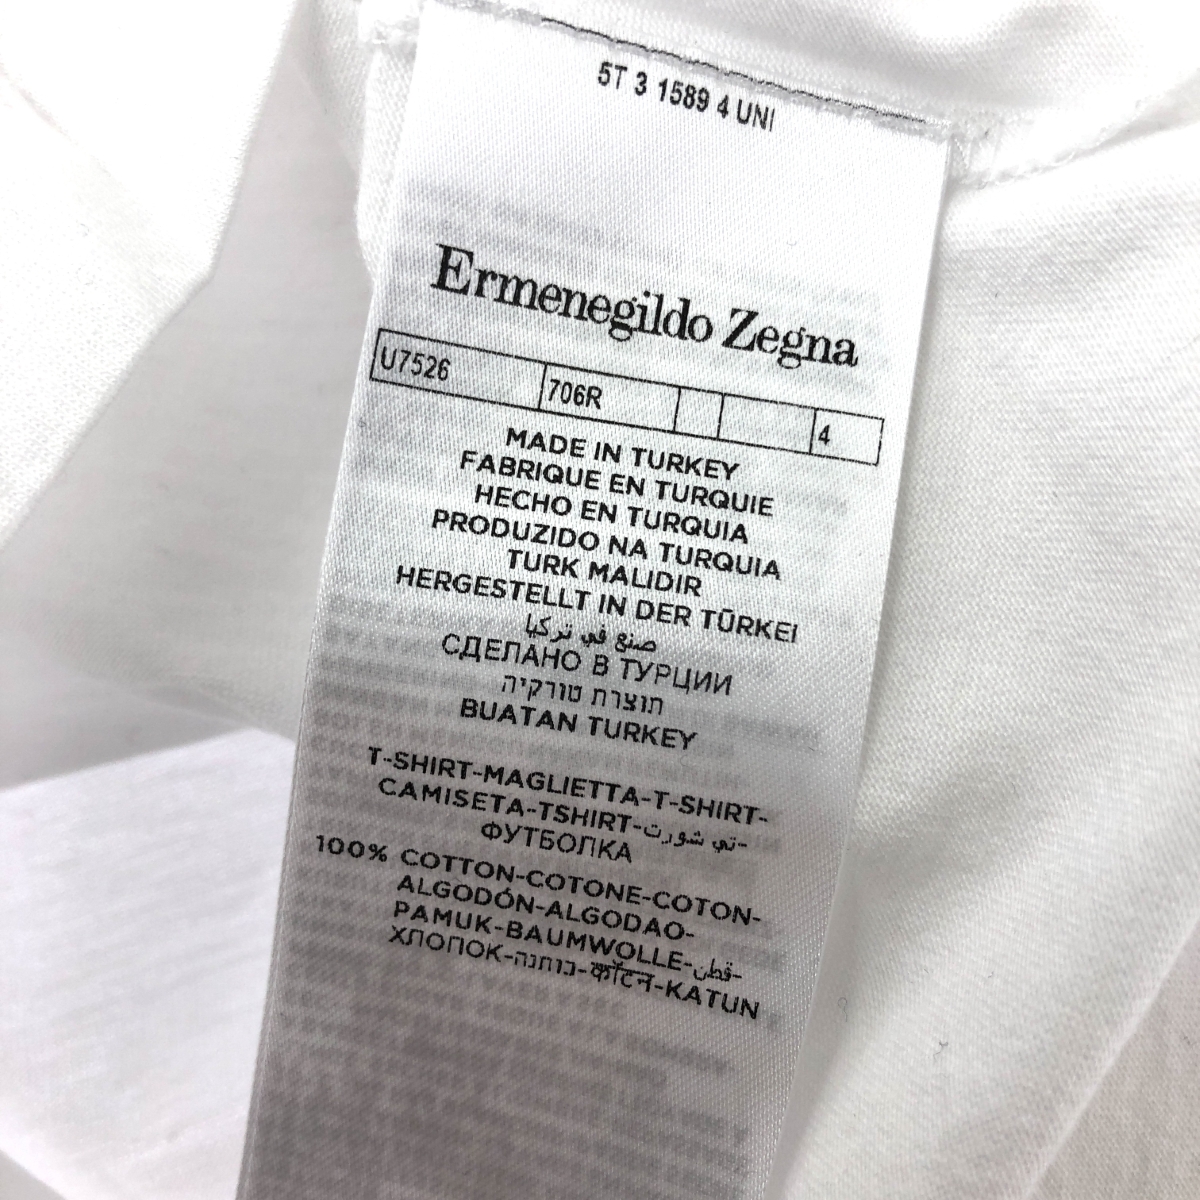 5T 3 1589 4 UNI
Ermenegildo Zegna
U7526 706R 4
MADE IN TURKEY
FABRIQUE EN TURQUIE
HECHO EN TURQUIA
PRODUZIDO NA TURQUIA
TURK MALIDIR
HERGESTELLT IN DER TÜRKEI
صنع في تركيا
СДЕЛАНО В ТУРЦИИ
תוצרת טורקיה
BUATAN TURKEY
T-SHIRT-MAGLIETTA-T-SHIRT-
CAMISETA-TSHIRT-تي شورت-
ФУТБОЛКА
100% COTTON-COTONE-COTON-
ALGODÓN-ALGODAO-
PAMUK-BAUMWOLLE-قطن-
ХЛОПОК-כותנה-कॉटन-KATUN